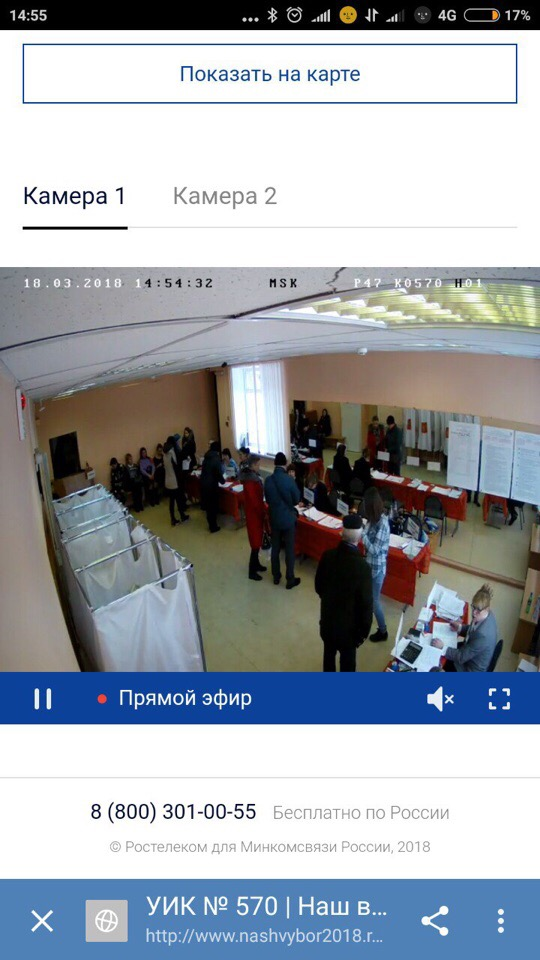 14:55
4G
17%
Показать на карте
Камера 1 Камера 2
18.03.2018 14:54:32 MSK P47 K0570 H01
Прямой эфир
8 (800) 301-00-55 Бесплатно по России
© Ростелеком для Минкомсвязи России, 2018
УИК № 570 | Наш в...
http://www.nashvybor2018.r...